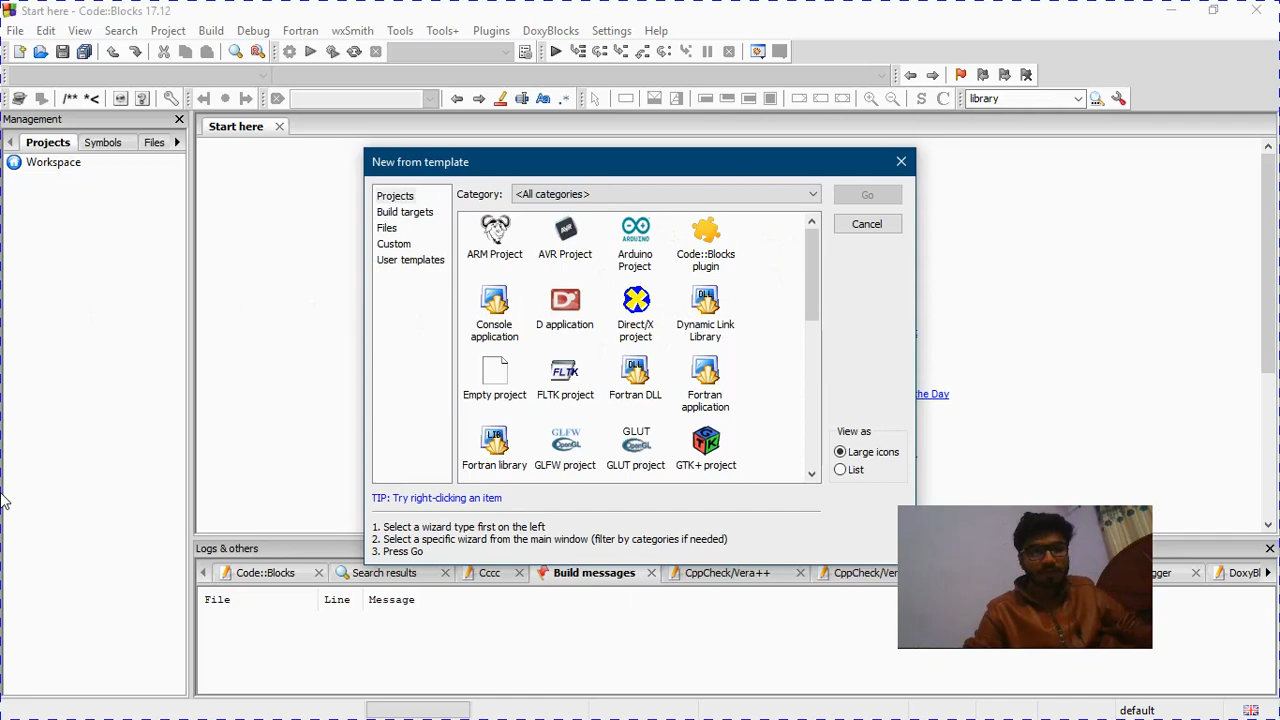 Start here - Code::Blocks 17.12
File Edit View Search Project Build Debug Fortran wxSmith Tools Tools+ Plugins DoxyBlocks Settings Help
/** *<
Aa .*
S C library
Management
Projects Symbols Files
Workspace
Start here
New from template
Projects
Build targets
Files
Custom
User templates
Category: <All categories>
Go
Cancel
ARM Project
AVR Project
Arduino
Project
Code::Blocks
plugin
Console
application
D application
Direct/X
project
Dynamic Link
Library
Empty project
FLTK project
Fortran DLL
Fortran
application
Fortran library
GLFW project
GLUT project
GTK+ project
the Day
View as
Large icons
List
TIP: Try right-clicking an item
1. Select a wizard type first on the left
2. Select a specific wizard from the main window (filter by categories if needed)
3. Press Go
Logs & others
Code::Blocks Search results Cccc Build messages CppCheck/Vera++ CppCheck/Ver gger DoxyBl
File Line Message
default